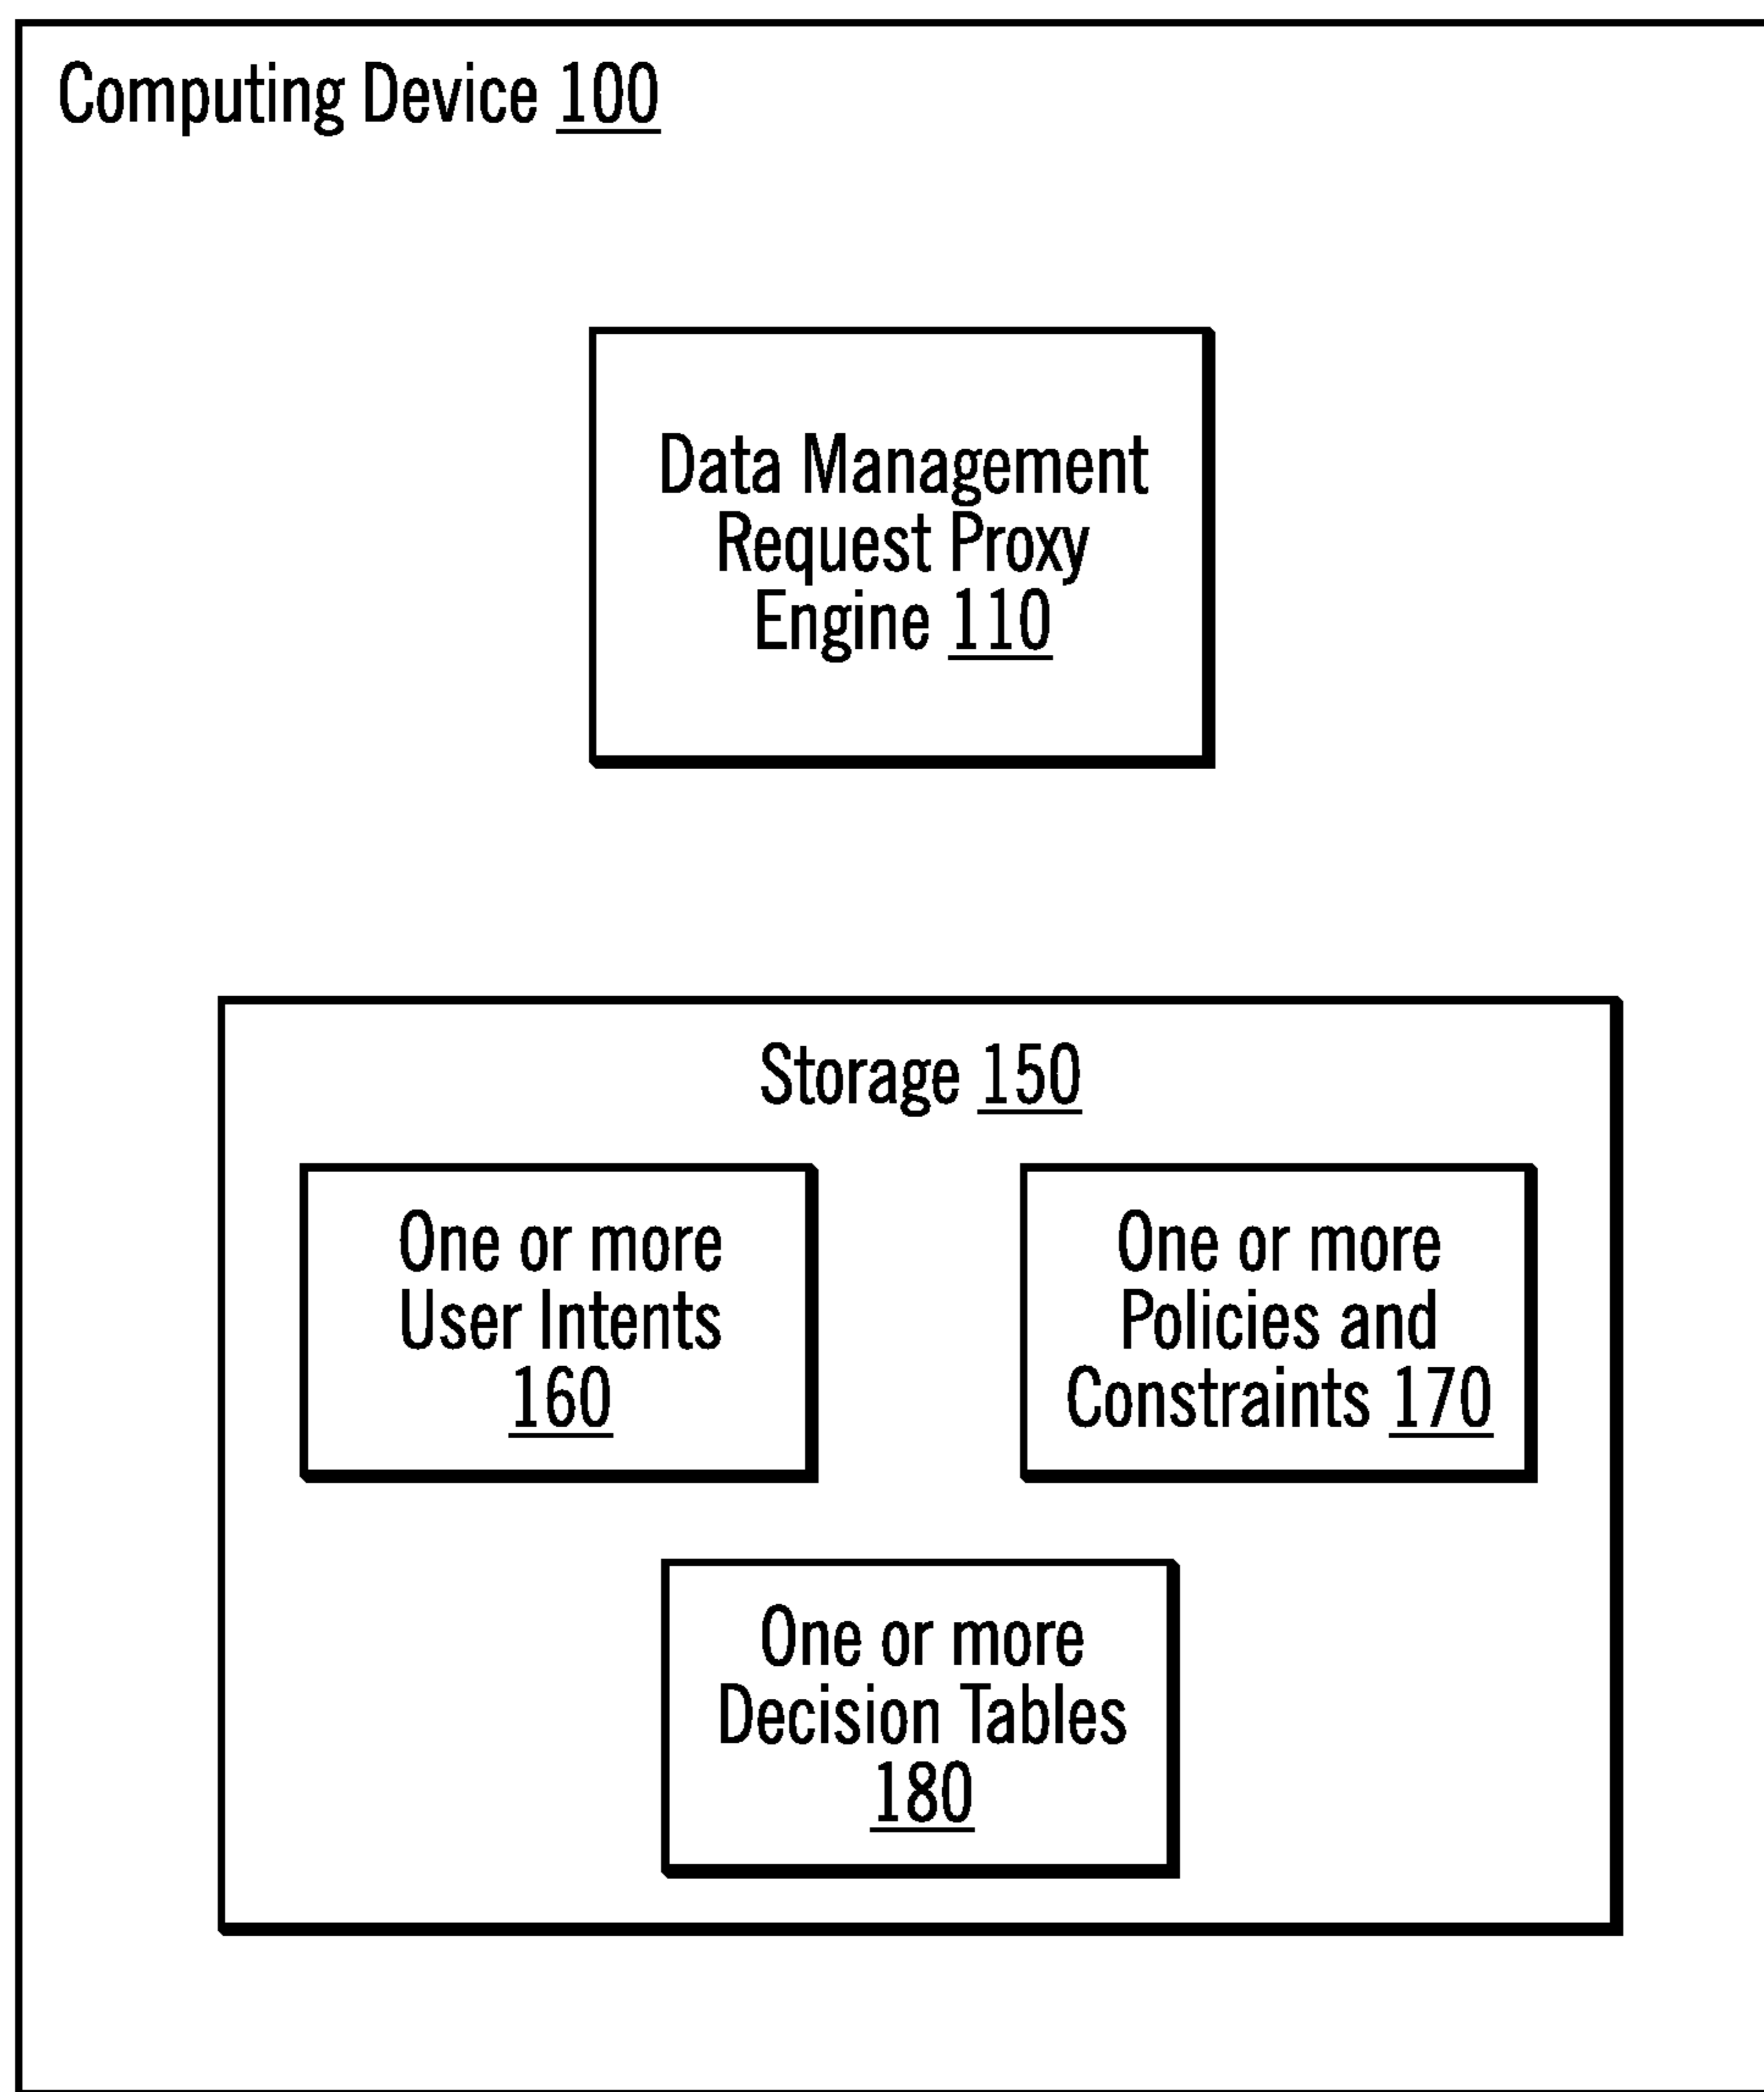 Computing Device 100
Data Management
Request Proxy
Engine 110
Storage 150
One or more
User Intents
160
One or more
Policies and
Constraints 170
One or more
Decision Tables
180